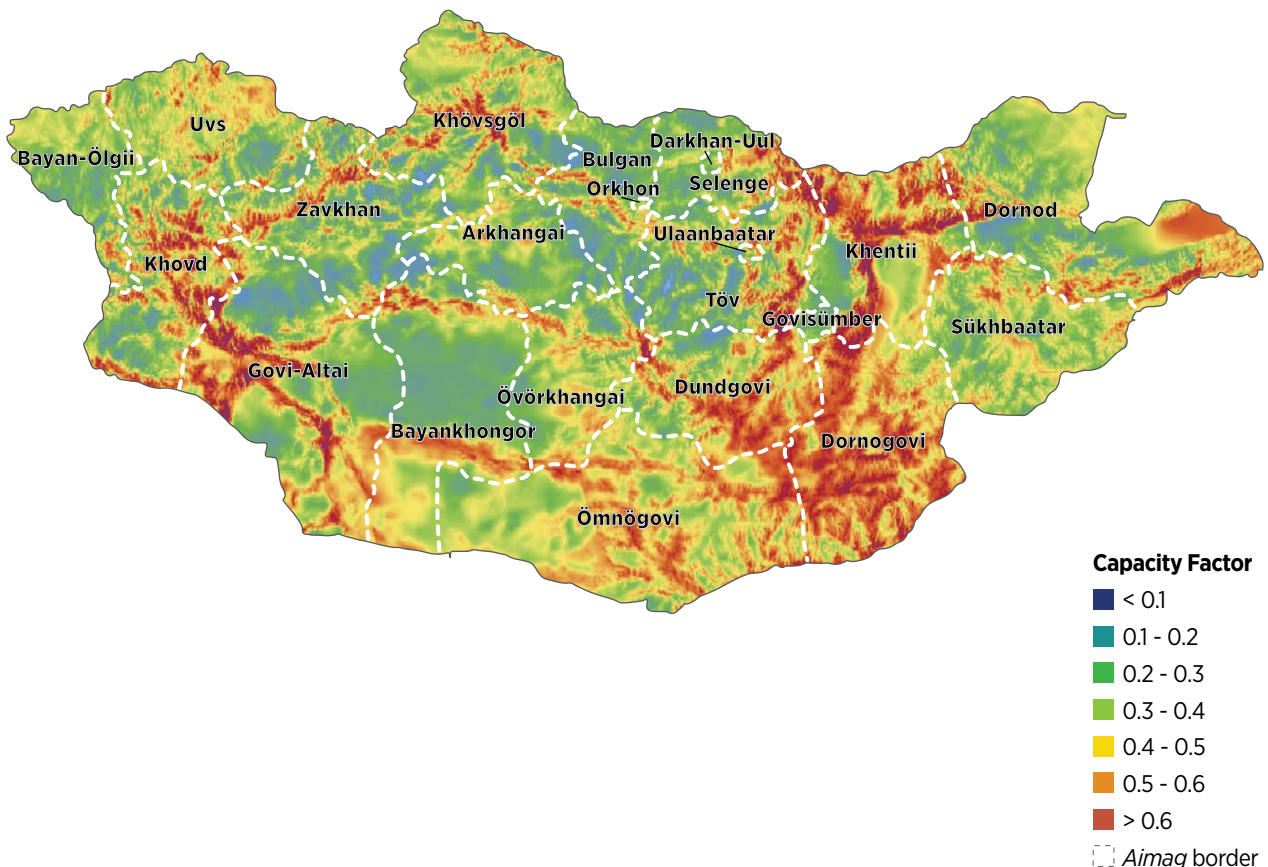 Uvs
Khövsgöl
Bayan-Ölgii
Darkhan-Uul
Bulgan
Orkhon
Selenge
Zavkhan
Dornod
Arkhangai
Ulaanbaatar
Khentii
Khovd
Töv
Govisümber
Sükhbaatar
Govi-Altai
Dundgovi
Övörkhangai
Bayankhongor
Dornogovi
Ömnögovi
Capacity Factor
< 0.1
0.1 - 0.2
0.2 - 0.3
0.3 - 0.4
0.4 - 0.5
0.5 - 0.6
> 0.6
Aimag border